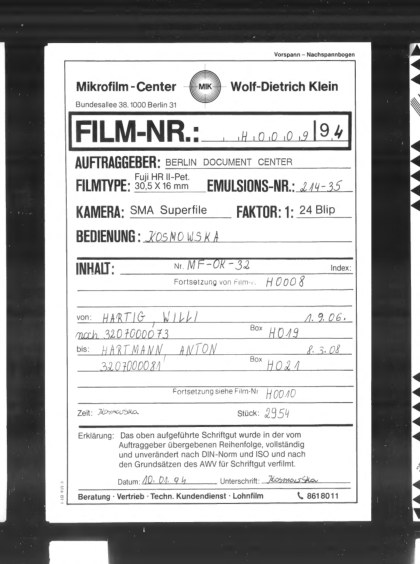 Vorspann – Nachspannbogen
Mikrofilm-Center MIK Wolf-Dietrich Klein
Bundesallee 38, 1000 Berlin 31
FILM-NR.: H0009 | 94
AUFTRAGGEBER: BERLIN DOCUMENT CENTER
FILMTYPE: Fuji HR II-Pet. 30,5 X 16 mm EMULSIONS-NR.: 214-35
KAMERA: SMA Superfile FAKTOR: 1: 24 Blip
BEDIENUNG: KOSMOWSKA
INHALT: Nr. MF-OK-32 Index:
Fortsetzung von Film-Nr. H0008
von: HARTIG, WILLI 1.9.06.
noch 3207000073 Box H019
bis: HARTMANN, ANTON 8.3.08
3207000081 Box H021
Fortsetzung siehe Film-Nr. H0010
Zeit: Kosmowska Stück: 2954
Erklärung: Das oben aufgeführte Schriftgut wurde in der vom
Auftraggeber übergebenen Reihenfolge, vollständig
und unverändert nach DIN-Norm und ISO und nach
den Grundsätzen des AWV für Schriftgut verfilmt.
Datum: 10.01.94 Unterschrift: Kosmowska
Beratung · Vertrieb · Techn. Kundendienst · Lohnfilm 8618011